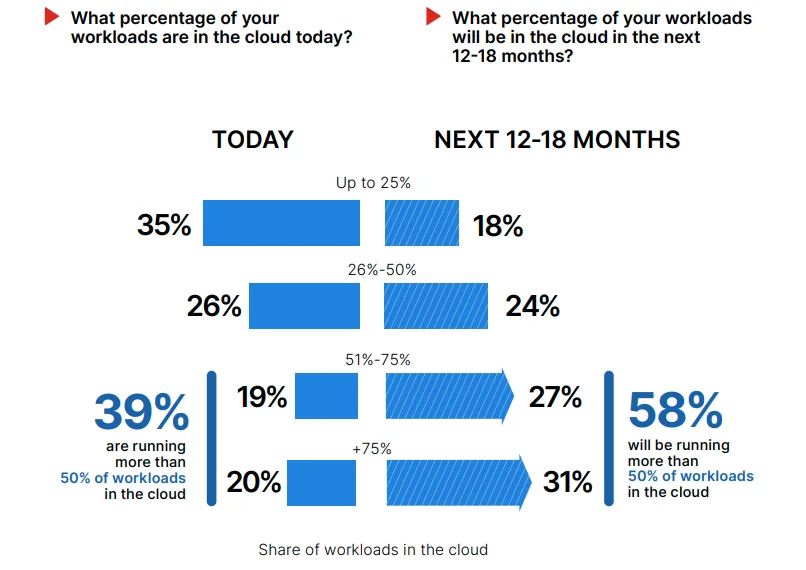 What percentage of your
workloads are in the cloud today?
What percentage of your workloads
will be in the cloud in the next
12-18 months?
TODAY
NEXT 12-18 MONTHS
Up to 25%
35%
18%
26%-50%
26%
24%
51%-75%
19%
27%
+75%
20%
31%
39%
are running
more than
50% of workloads
in the cloud
58%
will be running
more than
50% of workloads
in the cloud
Share of workloads in the cloud